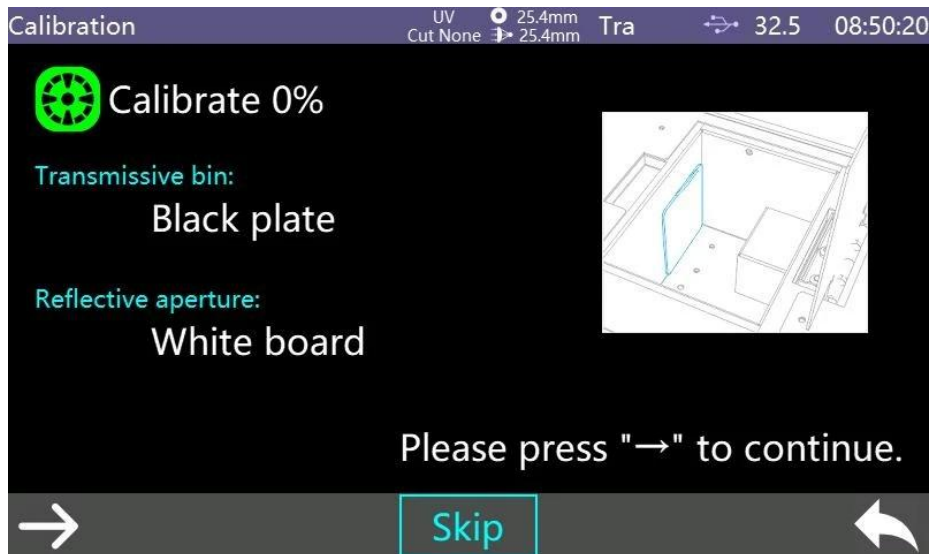 Calibration
UV 25.4mm
Cut None 25.4mm
Tra
32.5
08:50:20
Calibrate 0%
Transmissive bin:
Black plate
Reflective aperture:
White board
Please press "→" to continue.
Skip